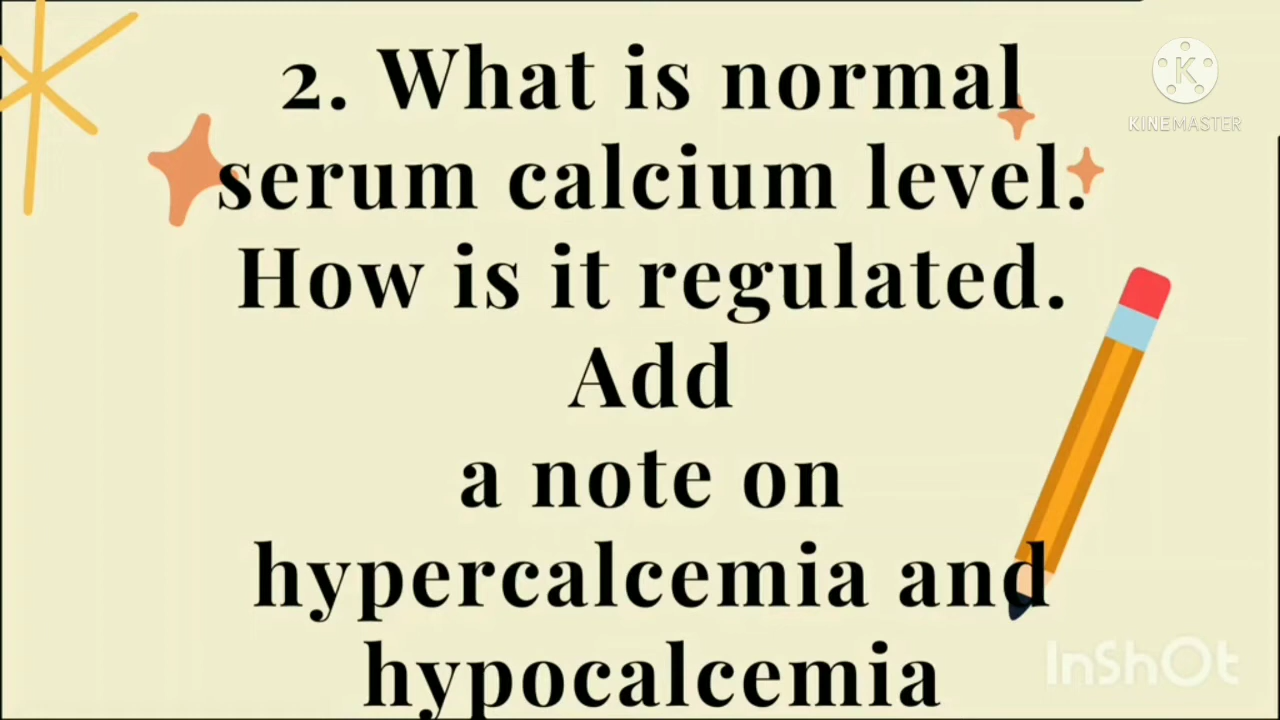 2. What is normal
serum calcium level.
How is it regulated.
Add
a note on
hypercalcemia and
hypocalcemia
K
KINEMASTER
InShOt